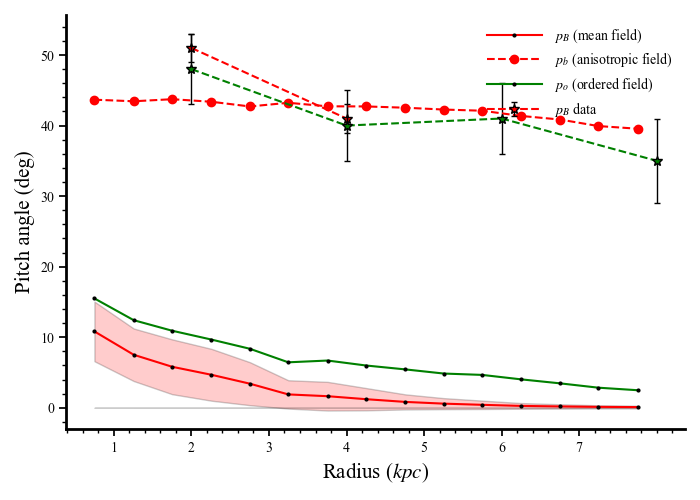 50
40
30
20
10
0
Pitch angle (deg)
p_B (mean field)
p_b (anisotropic field)
p_o (ordered field)
p_B data
1 2 3 4 5 6 7
Radius (kpc)